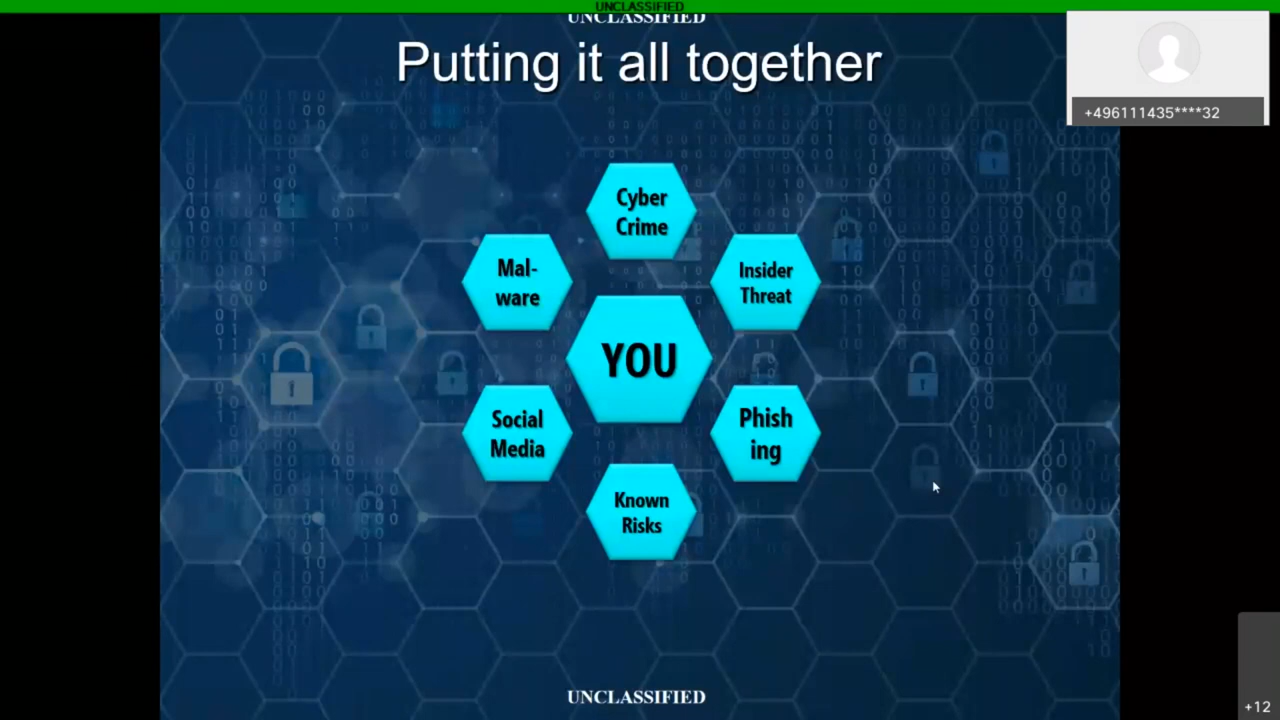 UNCLASSIFIED
UNCLASSIFIED
Putting it all together
+496111435****32
Cyber
Crime
Mal-
ware
Insider
Threat
YOU
Social
Media
Phish
ing
Known
Risks
UNCLASSIFIED
+12